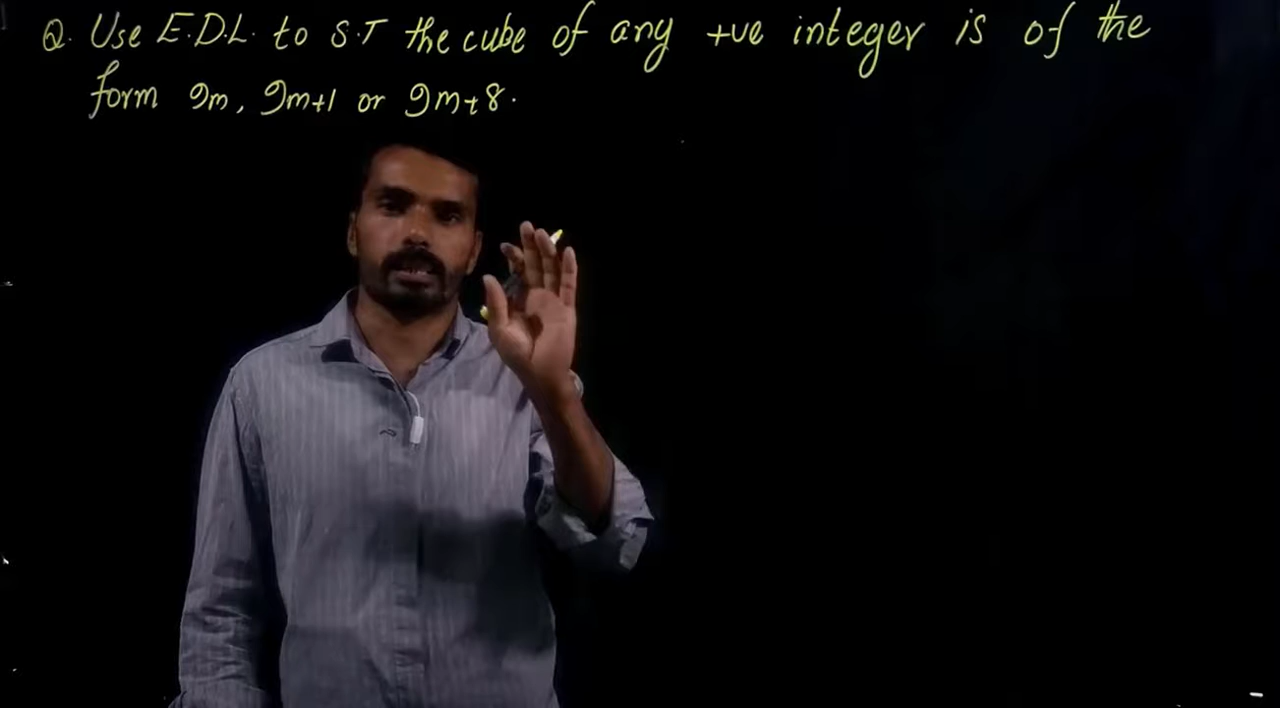 Q. Use E.D.L. to S.T the cube of any +ve integer is of the
form 9m, 9m+1 or 9m+8.